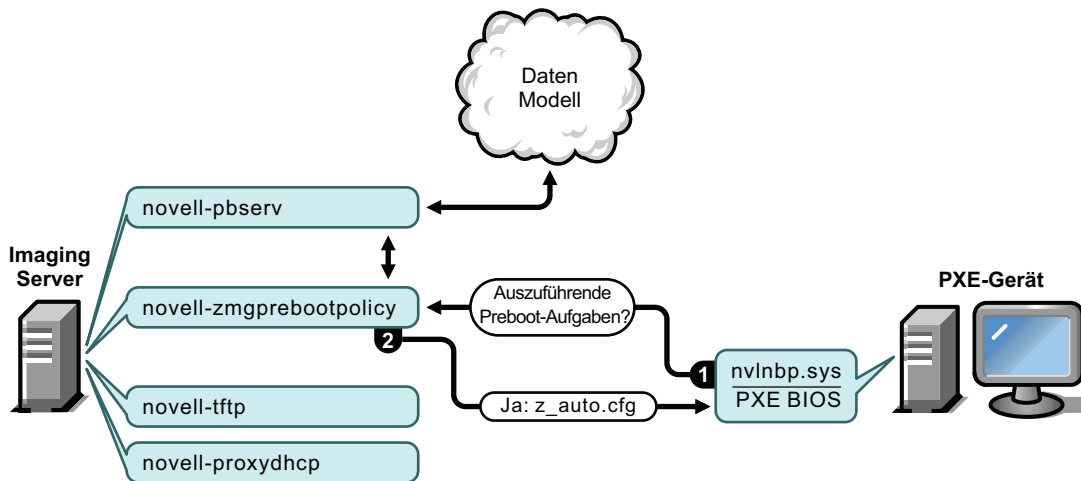 Daten
Modell
novell-pbserv
Imaging
Server
novell-zmgprebootpolicy
2
Auszuführende
Preboot-Aufgaben?
PXE-Gerät
1
nvlnbp.sys
PXE BIOS
novell-tftp
Ja: z_auto.cfg
novell-proxydhcp